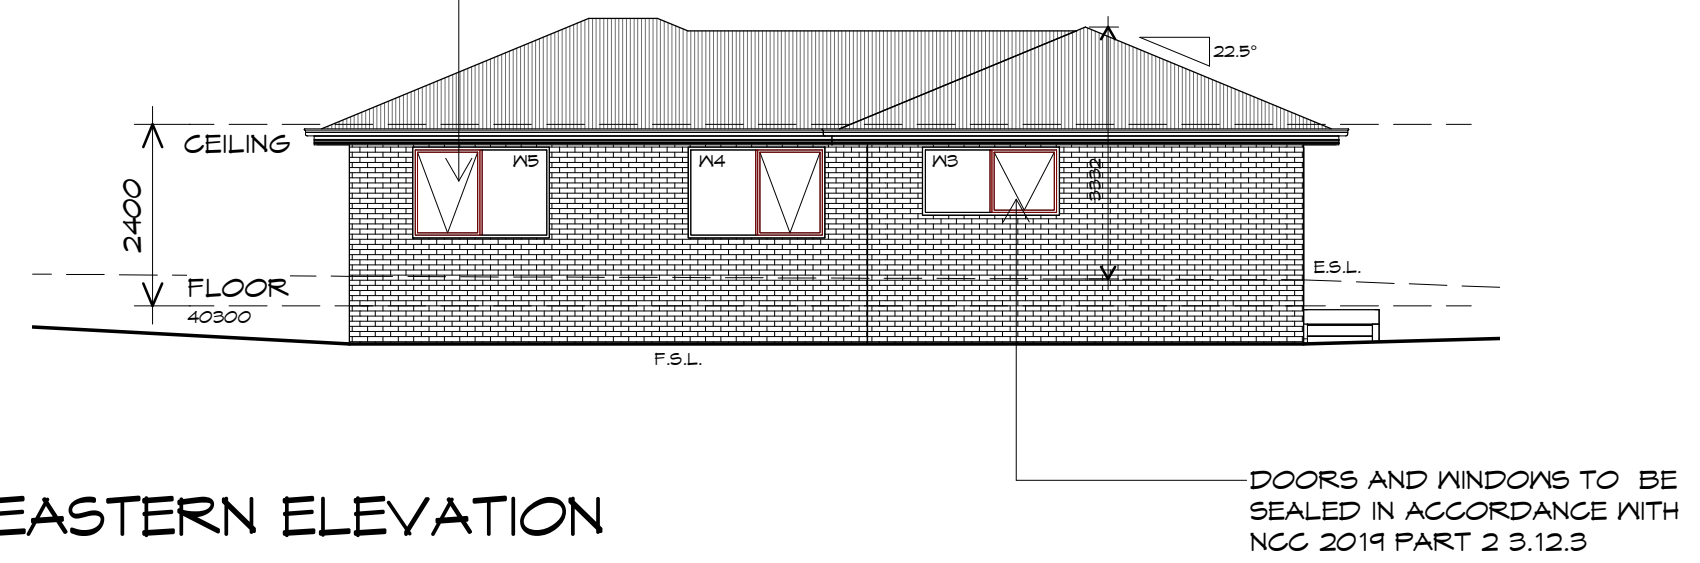 22.5°
CEILING
W5
W4
W3
3332
2400
E.S.L.
FLOOR
40300
F.S.L.
DOORS AND WINDOWS TO BE
SEALED IN ACCORDANCE WITH
NCC 2019 PART 2 3.12.3
EASTERN ELEVATION